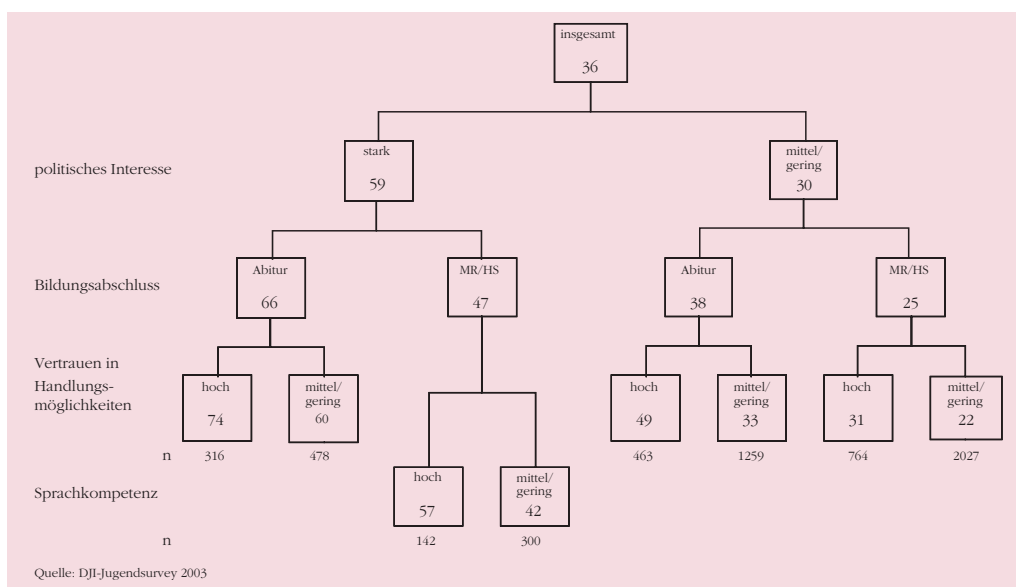 insgesamt
36
politisches Interesse
stark
59
mittel/
gering
30
Bildungsabschluss
Abitur
66
MR/HS
47
Abitur
38
MR/HS
25
Vertrauen in
Handlungs-
möglichkeiten
hoch
74
mittel/
gering
60
hoch
49
mittel/
gering
33
hoch
31
mittel/
gering
22
n 316 478 463 1259 764 2027
Sprachkompetenz
hoch
57
mittel/
gering
42
n 142 300
Quelle: DJI-Jugendsurvey 2003